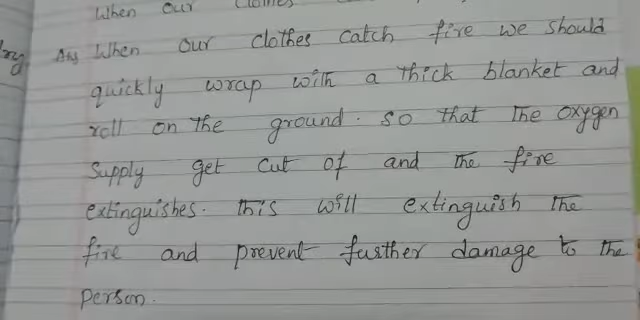 When our clothes
Ans When our clothes catch fire we should
quickly wrap with a thick blanket and
roll on the ground. so that the oxygen
supply get cut of and the fire
extinguishes. this will extinguish the
fire and prevent further damage to the
person.